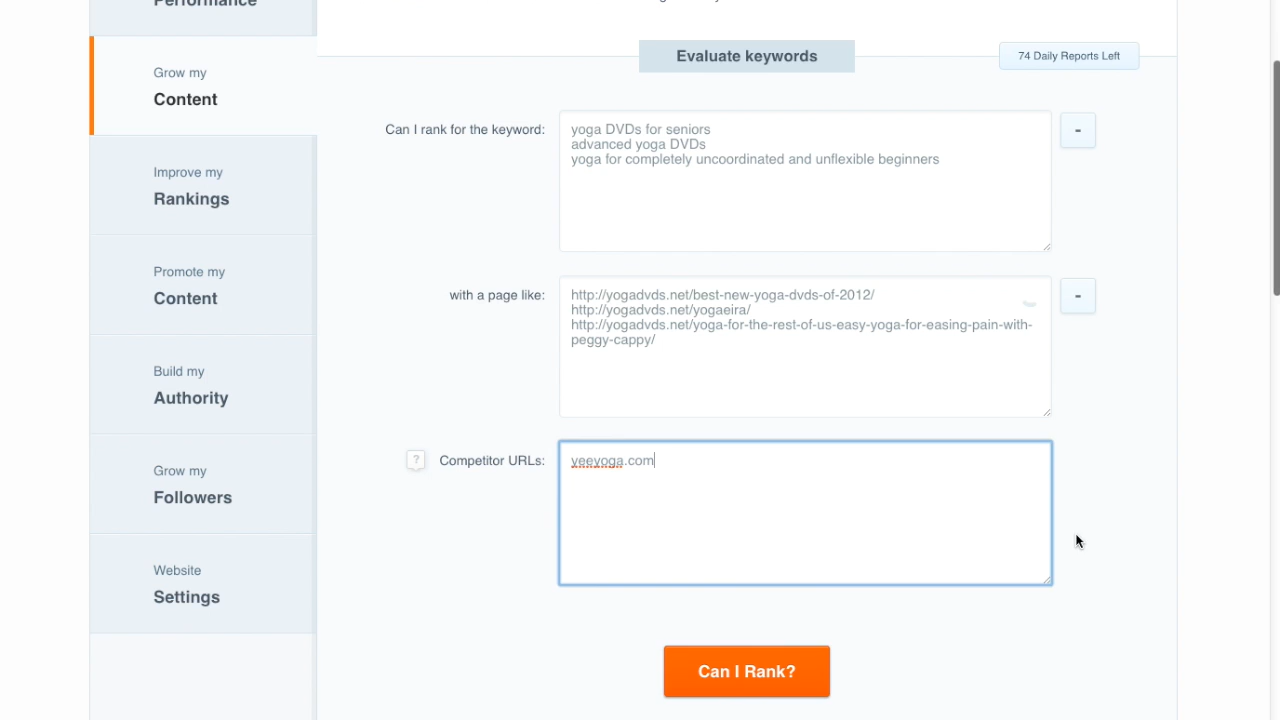 Performance
Evaluate keywords
74 Daily Reports Left
Grow my
Content
Can I rank for the keyword:
yoga DVDs for seniors
advanced yoga DVDs
yoga for completely uncoordinated and unflexible beginners
-
Improve my
Rankings
Promote my
Content
with a page like:
http://yogadvds.net/best-new-yoga-dvds-of-2012/
http://yogadvds.net/yogaeira/
http://yogadvds.net/yoga-for-the-rest-of-us-easy-yoga-for-easing-pain-with-
peggy-cappy/
-
Build my
Authority
? Competitor URLs:
yeeyoga.com
Grow my
Followers
Website
Settings
Can I Rank?